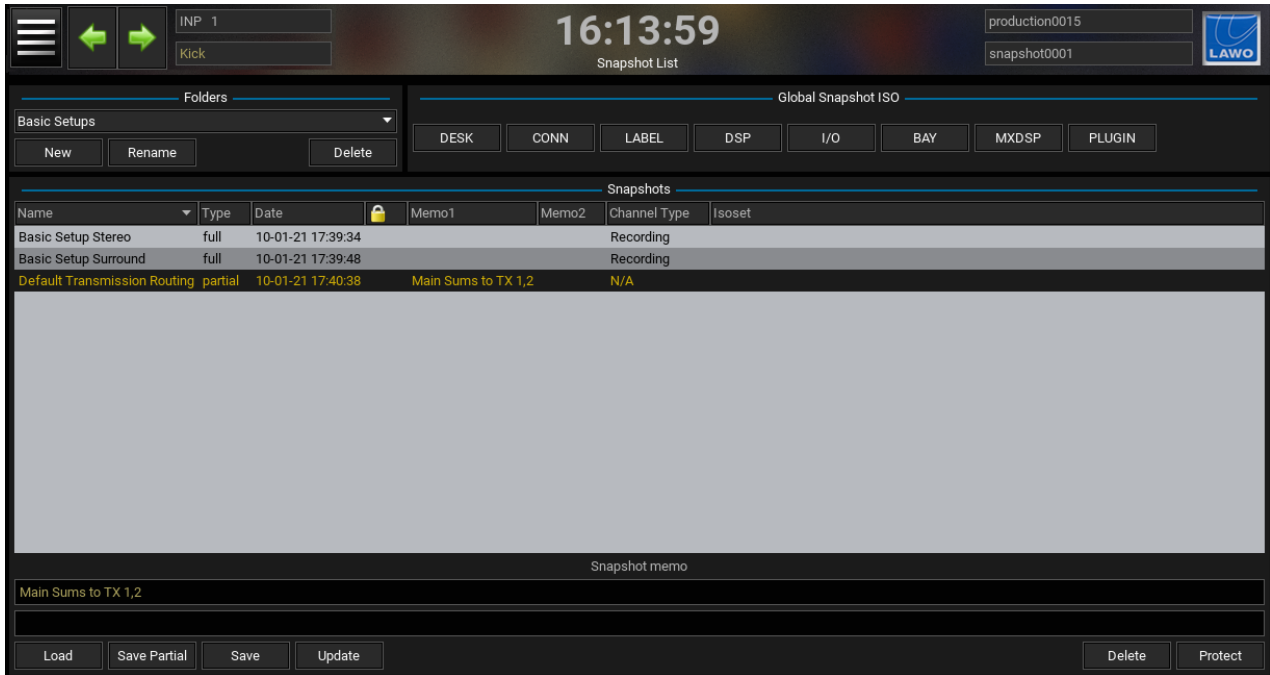 INP 1
Kick
16:13:59
Snapshot List
production0015
snapshot0001
LAWO
Folders
Basic Setups
New Rename Delete
Global Snapshot ISO
DESK CONN LABEL DSP I/O BAY MXDSP PLUGIN
Snapshots
Name Type Date Memo1 Memo2 Channel Type Isoset
Basic Setup Stereo full 10-01-21 17:39:34 Recording
Basic Setup Surround full 10-01-21 17:39:48 Recording
Default Transmission Routing partial 10-01-21 17:40:38 Main Sums to TX 1,2 N/A
Snapshot memo
Main Sums to TX 1,2
Load Save Partial Save Update Delete Protect